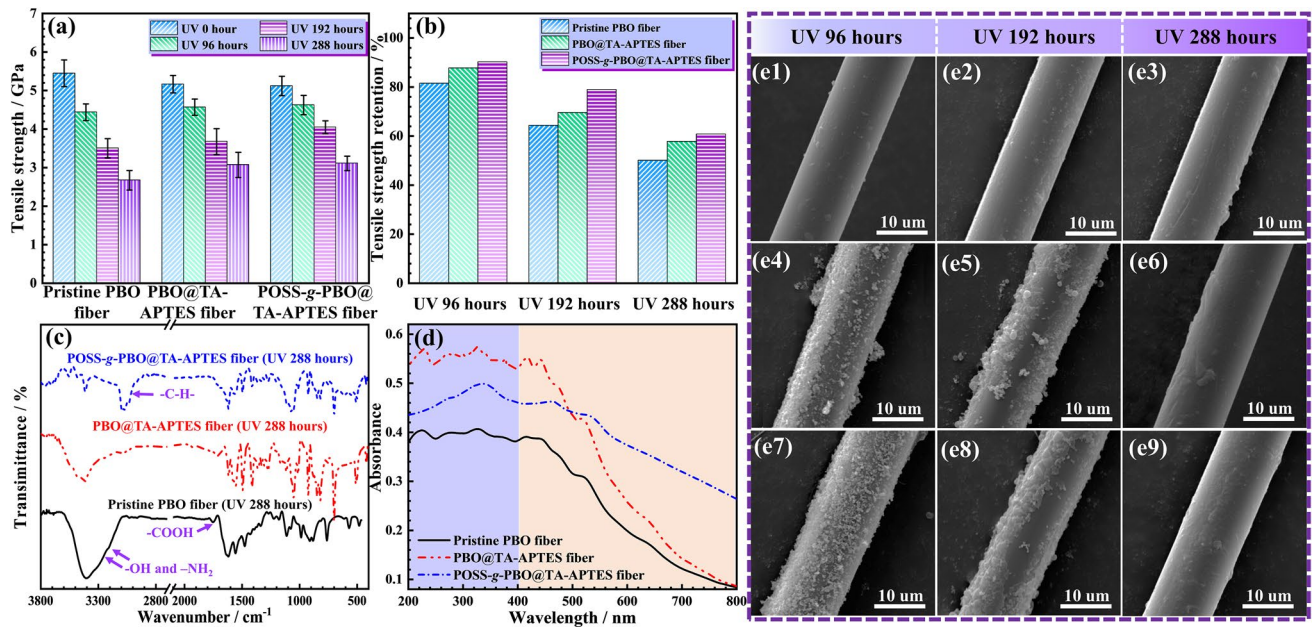 (a)
UV 0 hour
UV 192 hours
UV 96 hours
UV 288 hours
Tensile strength / GPa
7
6
5
4
3
2
1
0
Pristine PBO
fiber
PBO@TA-
APTES fiber
POSS-g-PBO@
TA-APTES fiber
(b)
Pristine PBO fiber
PBO@TA-APTES fiber
POSS-g-PBO@TA-APTES fiber
Tensile strength retention / %
100
80
60
40
20
0
UV 96 hours
UV 192 hours
UV 288 hours
(c)
POSS-g-PBO@TA-APTES fiber (UV 288 hours)
-C-H-
PBO@TA-APTES fiber (UV 288 hours)
Pristine PBO fiber (UV 288 hours)
-COOH
-OH and –NH2
Transimittance / %
3800 3300 2800 2000 1500 1000 500
Wavenumber / cm-1
(d)
Absorbance
0.6
0.5
0.4
0.3
0.2
0.1
Pristine PBO fiber
PBO@TA-APTES fiber
POSS-g-PBO@TA-APTES fiber
200 300 400 500 600 700 800
Wavelength / nm
UV 96 hours
UV 192 hours
UV 288 hours
(e1)
10 um
(e2)
10 um
(e3)
10 um
(e4)
10 um
(e5)
10 um
(e6)
10 um
(e7)
10 um
(e8)
10 um
(e9)
10 um